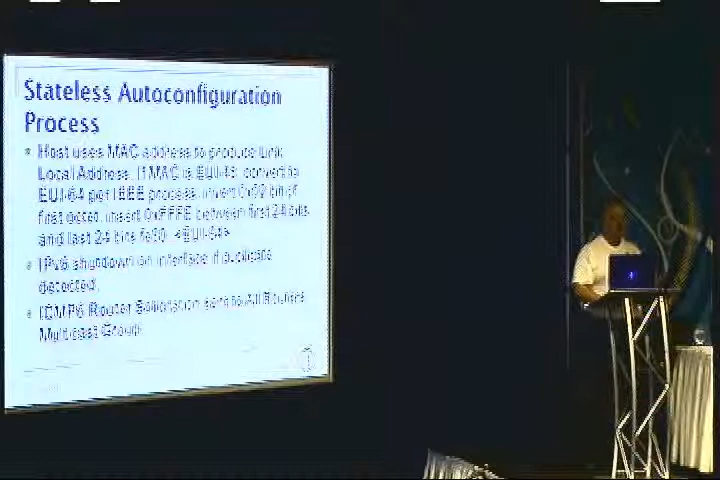 Stateless Autoconfiguration
Process
Host uses MAC address to produce Link
Local Address. If MAC is EUI-48, convert to
EUI-64 per IEEE process, invert 0x02 bit of
first octet, insert 0xFFFE between first 24 bits
and last 24 bits fe80::<EUI-64>
IPv6 shutdown on interface if duplicate
detected.
ICMP6 Router Solicitation sent to All Routers
Multicast Group